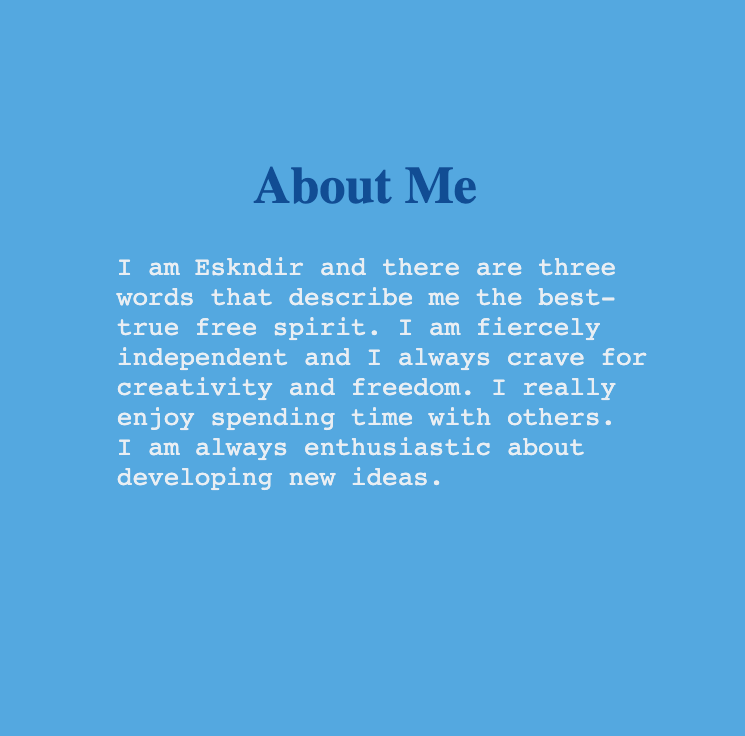 About Me
I am Eskndir and there are three
words that describe me the best-
true free spirit. I am fiercely
independent and I always crave for
creativity and freedom. I really
enjoy spending time with others.
I am always enthusiastic about
developing new ideas.